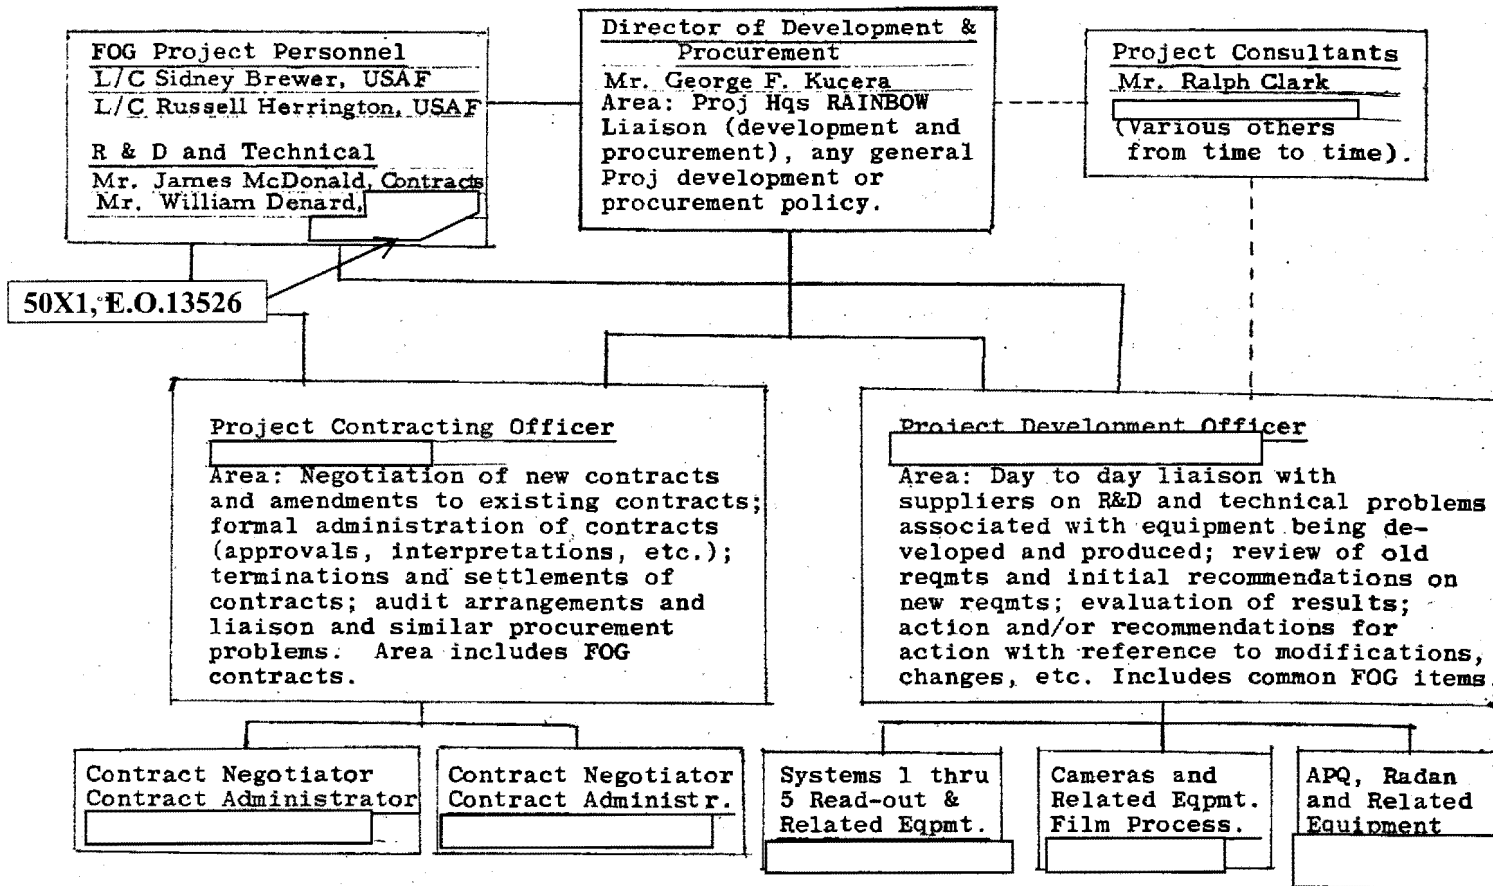 FOG Project Personnel
L/C Sidney Brewer, USAF
L/C Russell Herrington, USAF
R & D and Technical
Mr. James McDonald, Contracts
Mr. William Denard,
Director of Development &
Procurement
Mr. George F. Kucera
Area: Proj Hqs RAINBOW
Liaison (development and
procurement), any general
Proj development or
procurement policy.
Project Consultants
Mr. Ralph Clark
(Various others
from time to time).
50X1, E.O.13526
Project Contracting Officer
Area: Negotiation of new contracts
and amendments to existing contracts;
formal administration of contracts
(approvals, interpretations, etc.);
terminations and settlements of
contracts; audit arrangements and
liaison and similar procurement
problems. Area includes FOG
contracts.
Project Development Officer
Area: Day to day liaison with
suppliers on R&D and technical problems
associated with equipment being de-
veloped and produced; review of old
reqmts and initial recommendations on
new reqmts; evaluation of results;
action and/or recommendations for
action with reference to modifications,
changes, etc. Includes common FOG items.
Contract Negotiator
Contract Administrator
Contract Negotiator
Contract Administr.
Systems 1 thru
5 Read-out &
Related Eqpmt.
Cameras and
Related Eqpmt.
Film Process.
APQ, Radan
and Related
Equipment